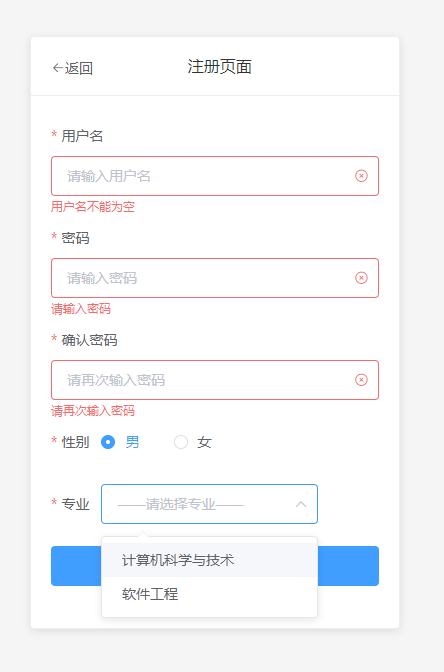 返回
注册页面
* 用户名
请输入用户名
用户名不能为空
* 密码
请输入密码
请输入密码
* 确认密码
请再次输入密码
请再次输入密码
* 性别 男 女
* 专业 ——请选择专业——
计算机科学与技术
软件工程